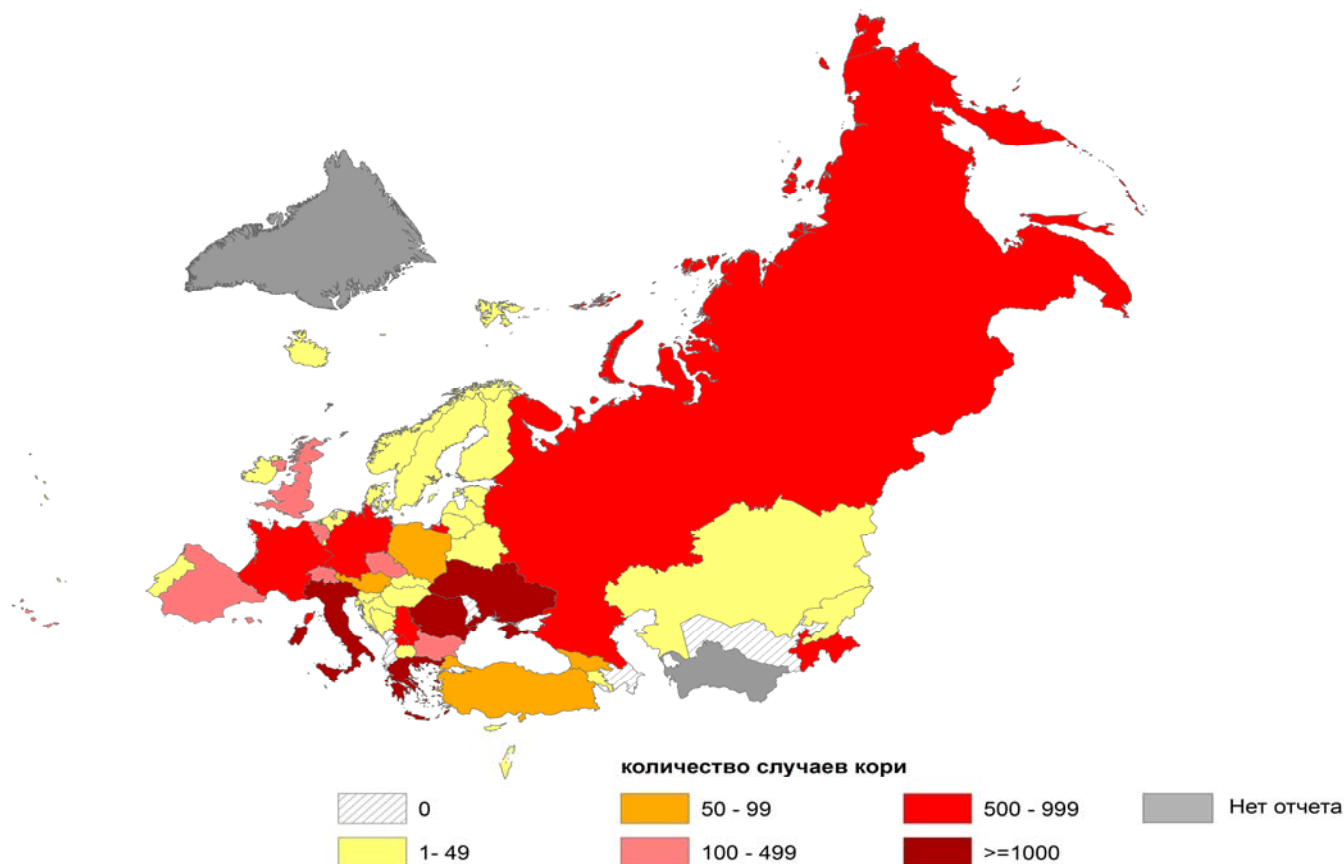 количество случаев кори
0 50 - 99 500 - 999 Нет отчета
1- 49 100 - 499 >=1000